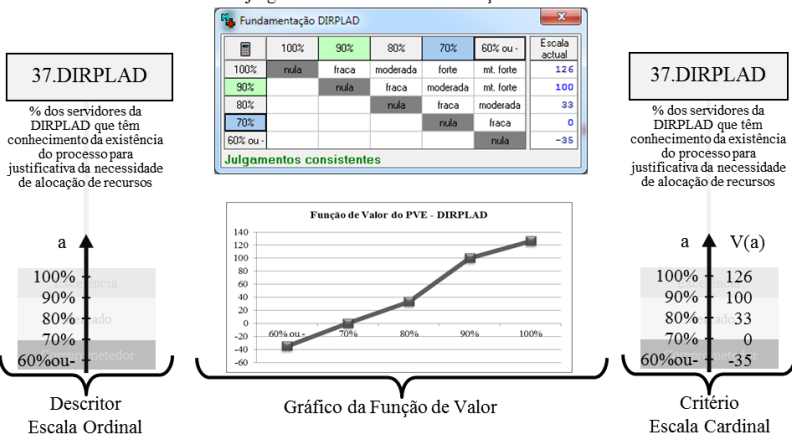 Fundamentação DIRPLAD
100% 90% 80% 70% 60% ou - Escala actual
100% nula fraca moderada forte mt. forte 126
90% nula fraca moderada mt. forte 100
80% nula fraca moderada 33
70% nula fraca 0
60% ou - nula -35
Julgamentos consistentes
37.DIRPLAD
% dos servidores da
DIRPLAD que têm
conhecimento da existência
do processo para
justificativa da necessidade
de alocação de recursos
a
100%
90%
80%
70%
60%ou-
Descritor
Escala Ordinal
Função de Valor do PVE - DIRPLAD
140
120
100
80
60
40
20
0
-20
-40
-60
60% ou - 70% 80% 90% 100%
Gráfico da Função de Valor
37.DIRPLAD
% dos servidores da
DIRPLAD que têm
conhecimento da existência
do processo para
justificativa da necessidade
de alocação de recursos
a V(a)
100% 126
90% 100
80% 33
70% 0
60%ou- -35
Critério
Escala Cardinal